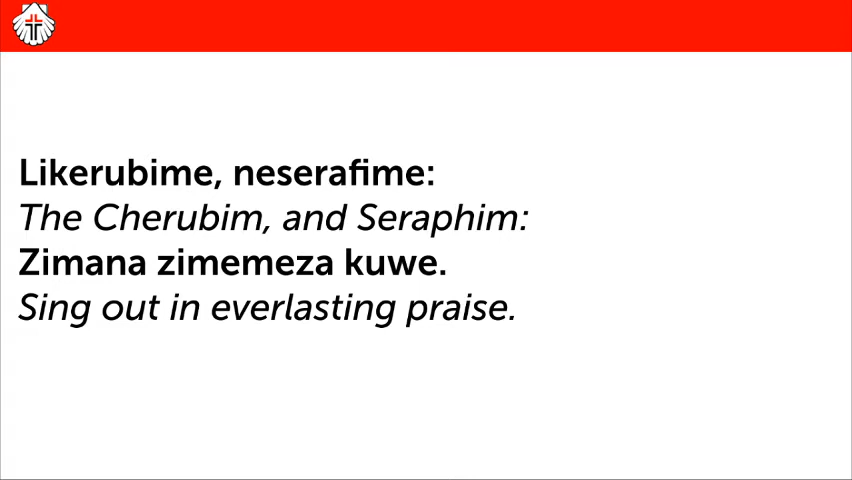 Likerubime, neserafime:
The Cherubim, and Seraphim:
Zimana zimemeza kuwe.
Sing out in everlasting praise.